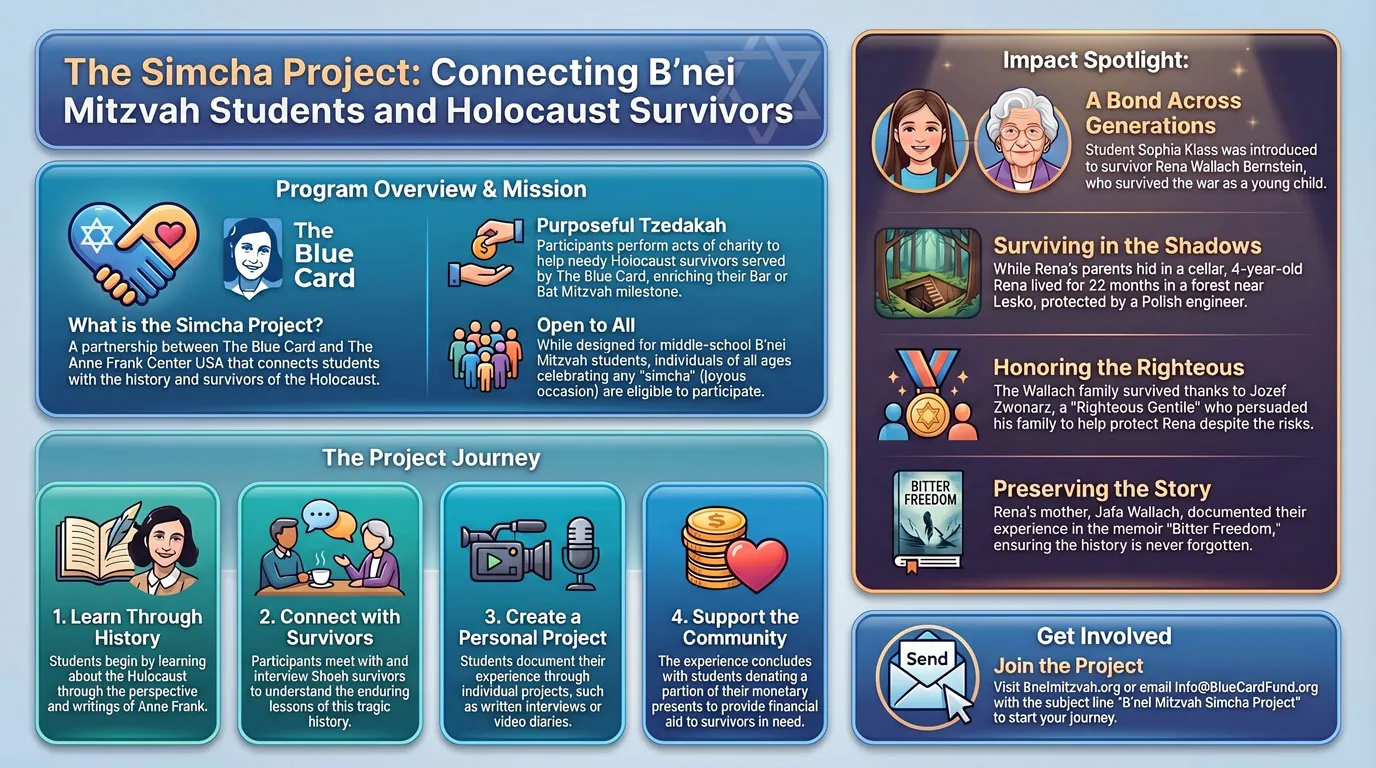 The Simcha Project: Connecting B'nei
Mitzvah Students and Holocaust Survivors
Program Overview & Mission
The
Blue
Card
What is the Simcha Project?
A partnership between The Blue Card and The
Anne Frank Center USA that connects students
with the history and survivors of the Holocaust.
Purposeful Tzedakah
Participants perform acts of charity to
help needy Holocaust survivors served
by The Blue Card, enriching their Bar or
Bat Mitzvah milestone.
Open to All
While designed for middle-school B'nei
Mitzvah students, individuals of all ages
celebrating any "simcha" (loyous
occasion) are eligible to participate.
The Project Journey
1. Learn Through
History
Students begin by learning
about the Holocaust
through the perspective
and writings of Anne Frank.
2. Connect with
Survivors
Participants meet with and
interview Shoeh survivors
to understand the enduring
lessons of this tragic
history.
3. Create a
Personal Project
Students document their
experience through
individual projects, such
as written interviews or
video diaries.
4. Support the
Community
The experience concludes
with students denating a
partion of their monetary
presents to provide financial
aid to survivors in need.
Impact Spotlight:
A Bond Across
Generations
Student Sophia Klass was introduced
to survivor Rena Wallach Bernstein,
who survived the war as a young child.
Surviving in the Shadows
While Rena's parents hid in a cellar, 4-year-old
Rena lived for 22 months in a forest near
Lesko, protected by a Polish engineer.
Honoring the Righteous
The Wallach family survived thanks to Jozef
Zwonarz, a "Righteous Gentile" who persuaded
his family to help protect Rena despite the risks.
BITTER
FREEDOM
Preserving the Story
Rena's mother, Jafa Wallach, documented their
experience in the memoir "Bitter Freedom,"
ensuring the history is never forgotten.
Send
Get Involved
Join the Project
Visit Bnelmitzvah.org or email Info@BlueCardFund.org
with the subject line "B'nel Mitzvah Simcha Project"
to start your journey.